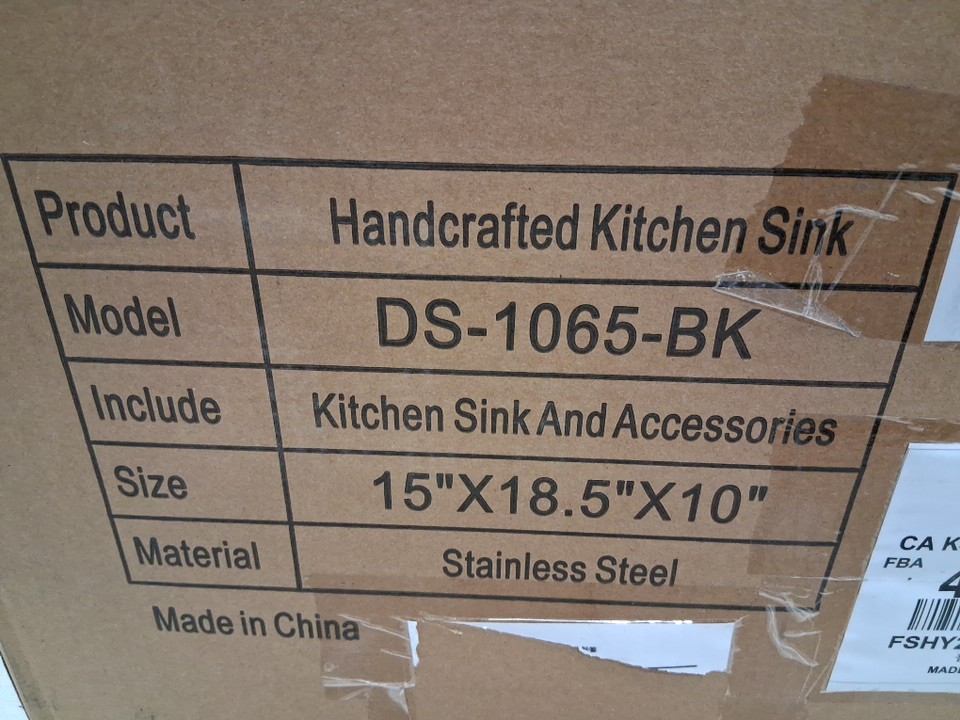 Product Handcrafted Kitchen Sink
Model DS-1065-BK
Include Kitchen Sink And Accessories
Size 15"X18.5"X10"
Material Stainless Steel
Made in China
CA
FBA